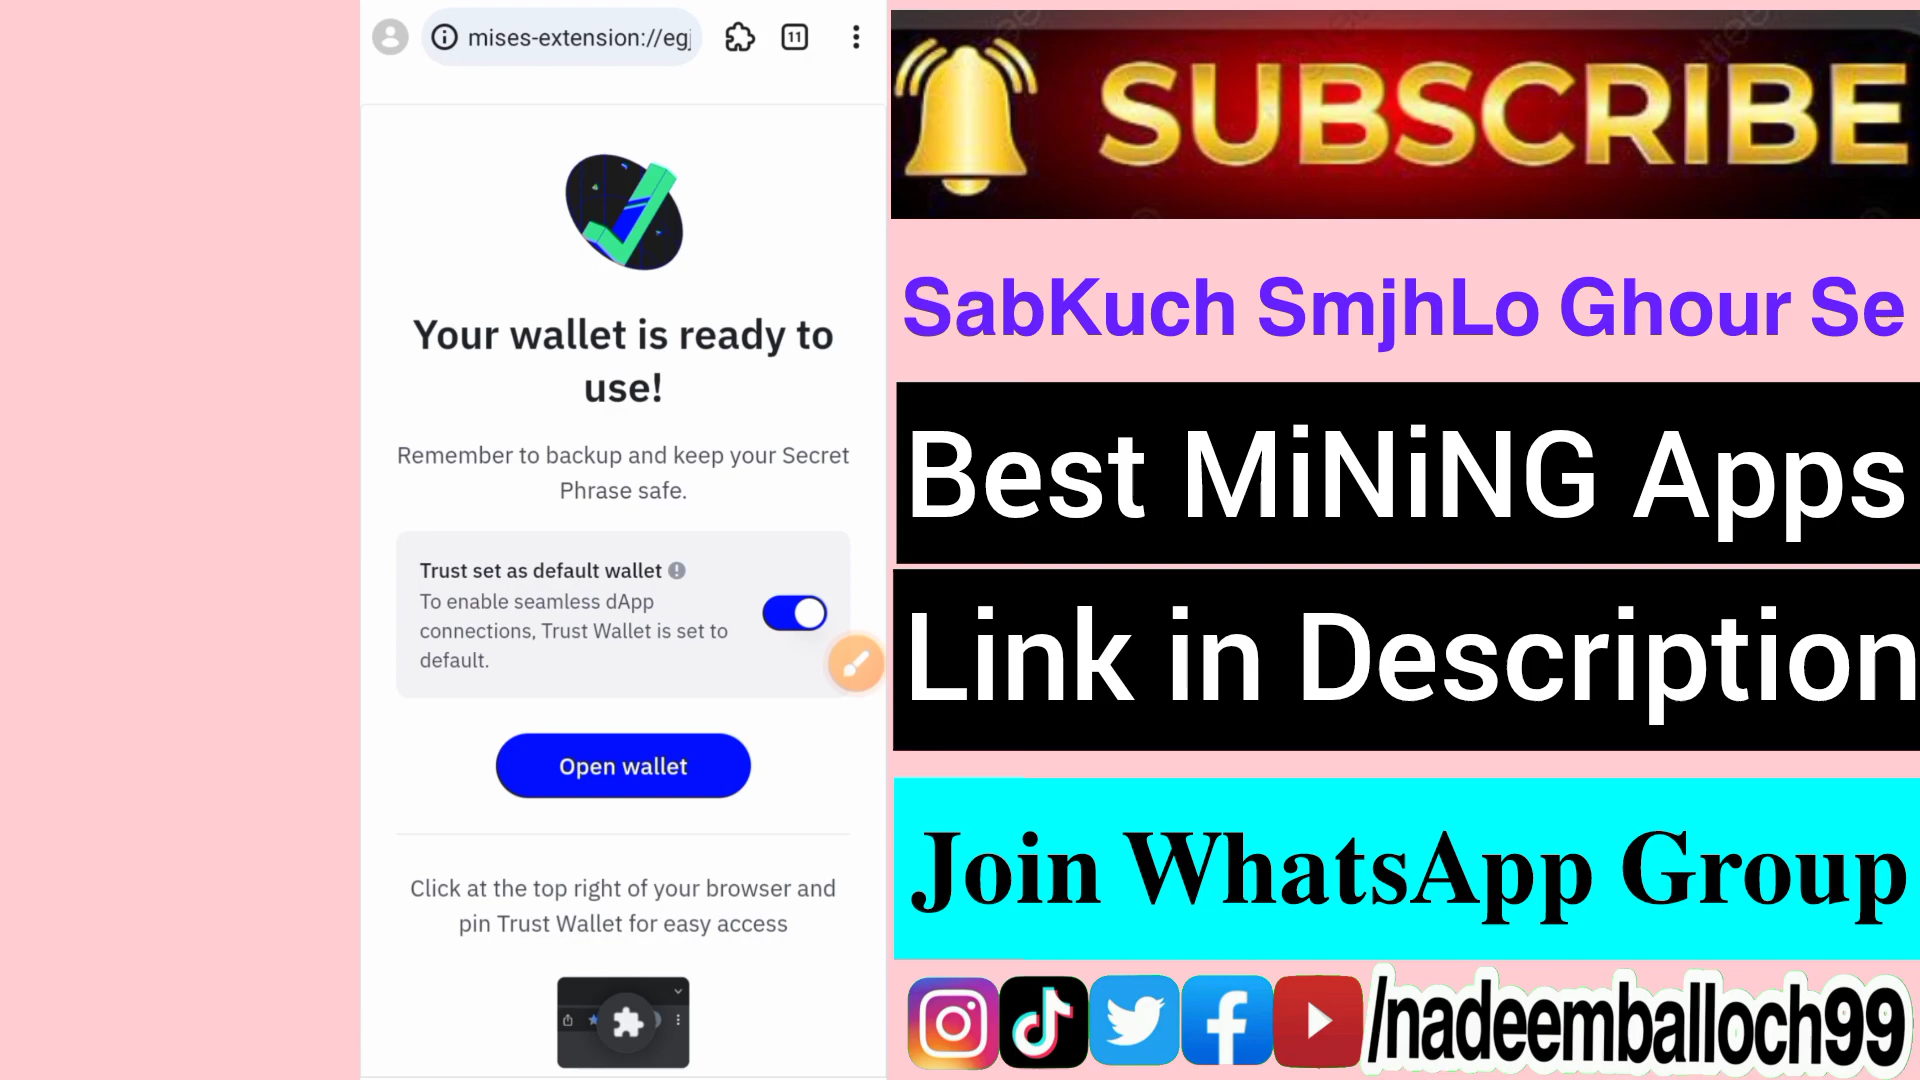 mises-extension://egj
11
Your wallet is ready to
use!
Remember to backup and keep your Secret
Phrase safe.
Trust set as default wallet
To enable seamless dApp
connections, Trust Wallet is set to
default.
Open wallet
Click at the top right of your browser and
pin Trust Wallet for easy access
SUBSCRIBE
SabKuch SmjhLo Ghour Se
Best MiNiNG Apps
Link in Description
Join WhatsApp Group
/nadeemballoch99